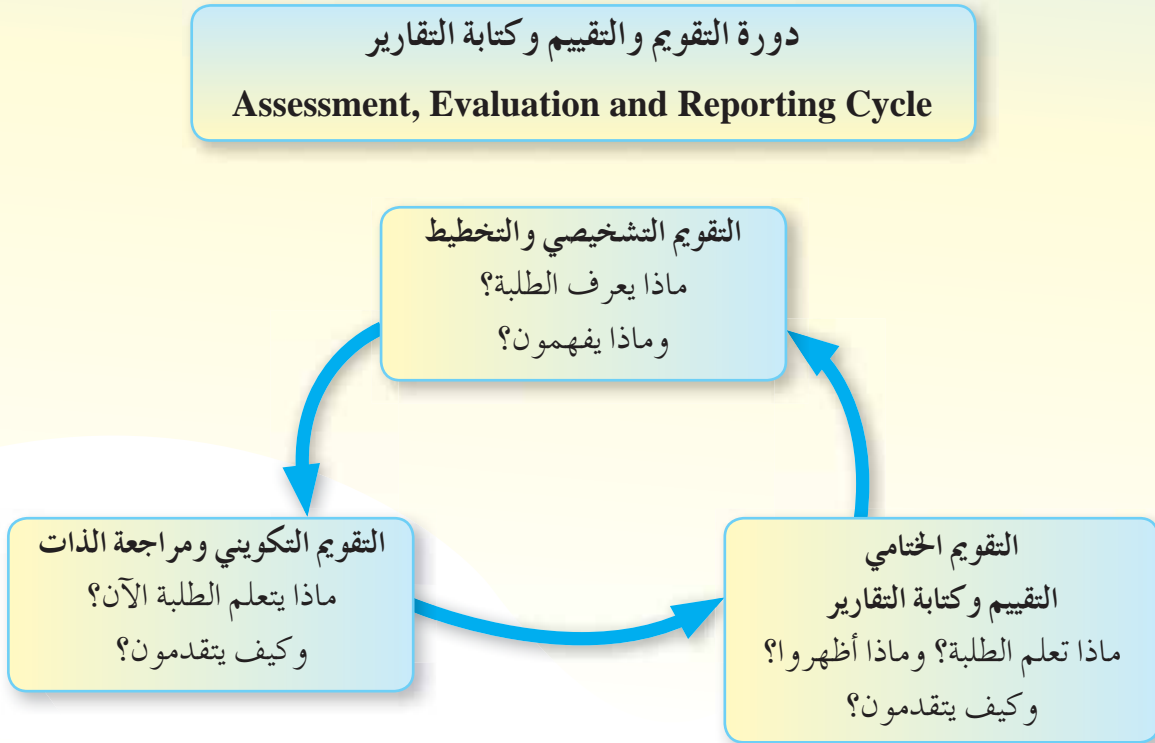 دورة التقويم والتقييم وكتابة التقارير
Assessment, Evaluation and Reporting Cycle
التقويم التشخيصي والتخطيط
ماذا يعرف الطلبة؟
وماذا يفهمون؟
التقويم التكويني ومراجعة الذات
ماذا يتعلم الطلبة الآن؟
وكيف يتقدمون؟
التقويم الختامي
التقييم وكتابة التقارير
ماذا تعلم الطلبة؟ وماذا أظهروا؟
وكيف يتقدمون؟